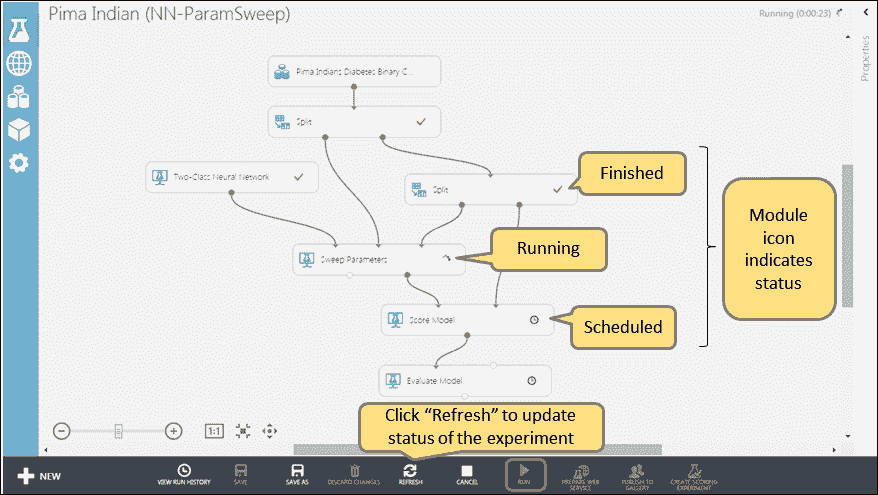 Pima Indian (NN-ParamSweep)
Running (0:00:23)
Properties
Pima Indians Diabetes Binary C...
Split
Two-Class Neural Network
Split
Finished
Sweep Parameters
Running
Module
icon
indicates
status
Score Model
Scheduled
Evaluate Model
Click “Refresh” to update
status of the experiment
1:1
NEW
VIEW RUN HISTORY
SAVE
SAVE AS
DISCARD CHANGES
REFRESH
CANCEL
RUN
PREPARE WEB
SERVICE
PUBLISH TO
GALLERY
CREATE SCORING
EXPERIMENT